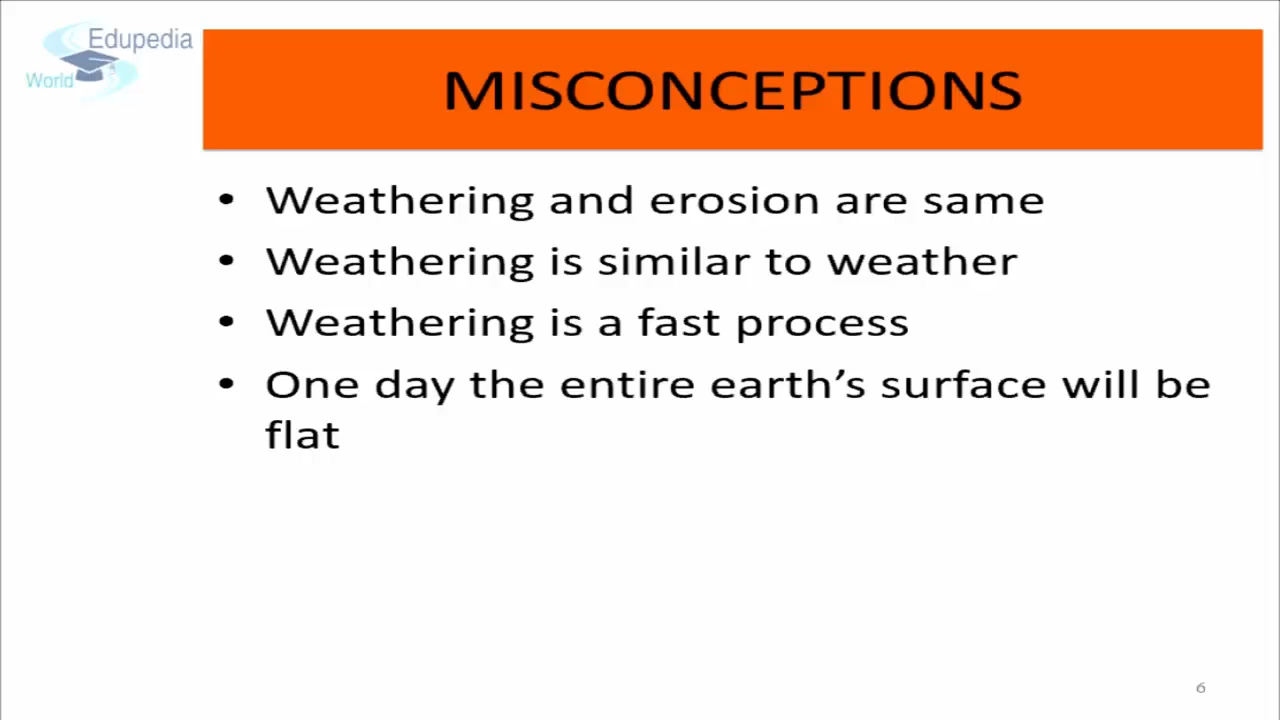 Edupedia
World
MISCONCEPTIONS
• Weathering and erosion are same
• Weathering is similar to weather
• Weathering is a fast process
• One day the entire earth’s surface will be
flat
6